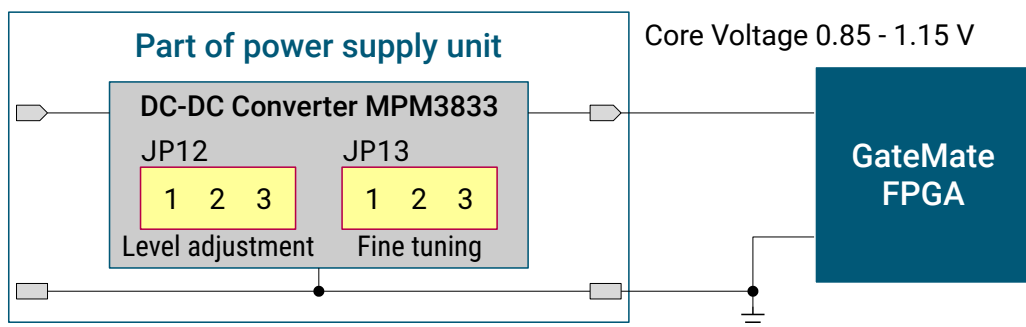 Part of power supply unit
Core Voltage 0.85 - 1.15 V
DC-DC Converter MPM3833
JP12
JP13
1 2 3
1 2 3
Level adjustment
Fine tuning
GateMate
FPGA